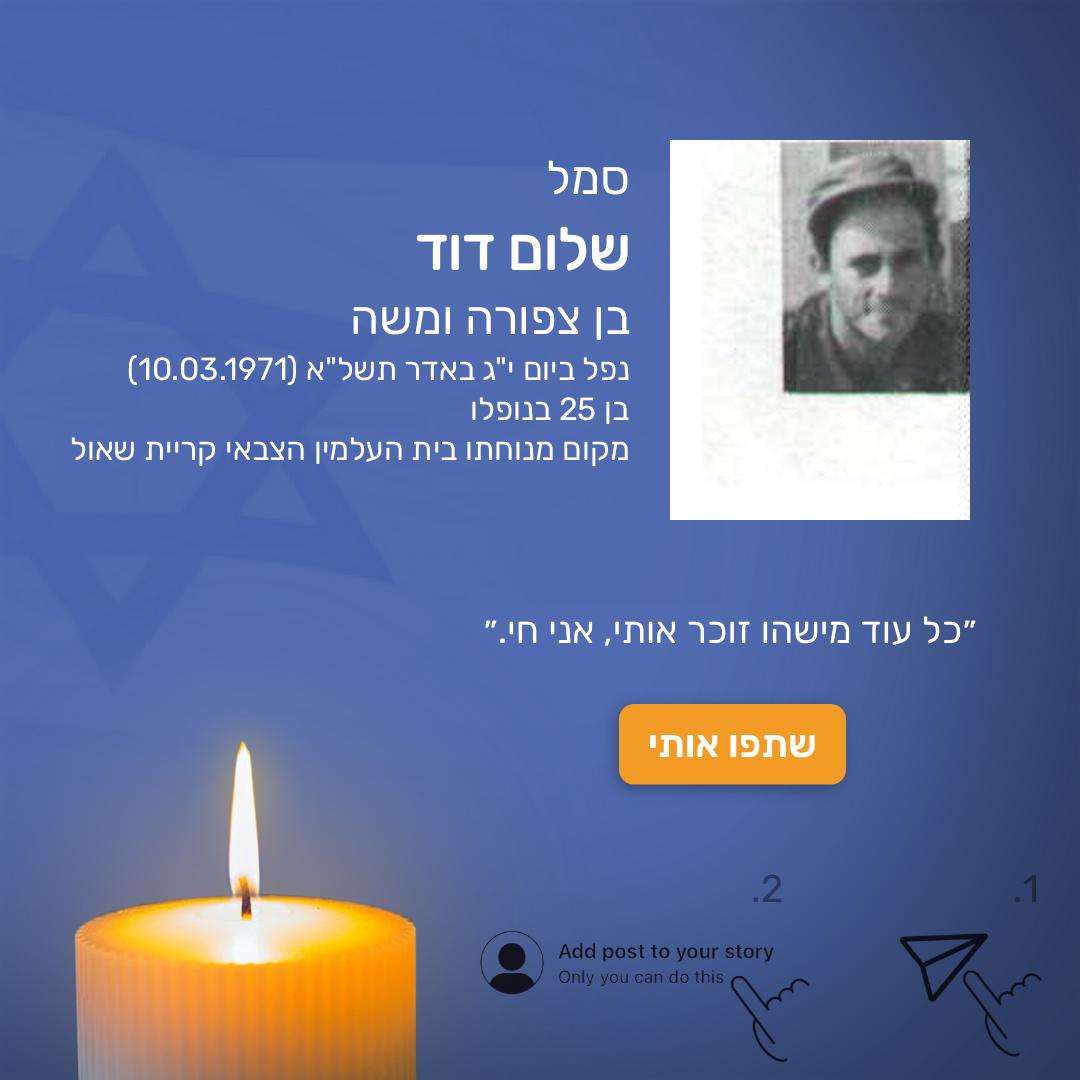 סמל
שלום דוד
בן צפורה ומשה
נפל ביום י"ג באדר תשל"א (10.03.1971)
בן 25 בנופלו
מקום מנוחתו בית העלמין הצבאי קריית שאול
״כל עוד מישהו זוכר אותי, אני חי.״
שתפו אותי
.1
.2
Add post to your story
Only you can do this